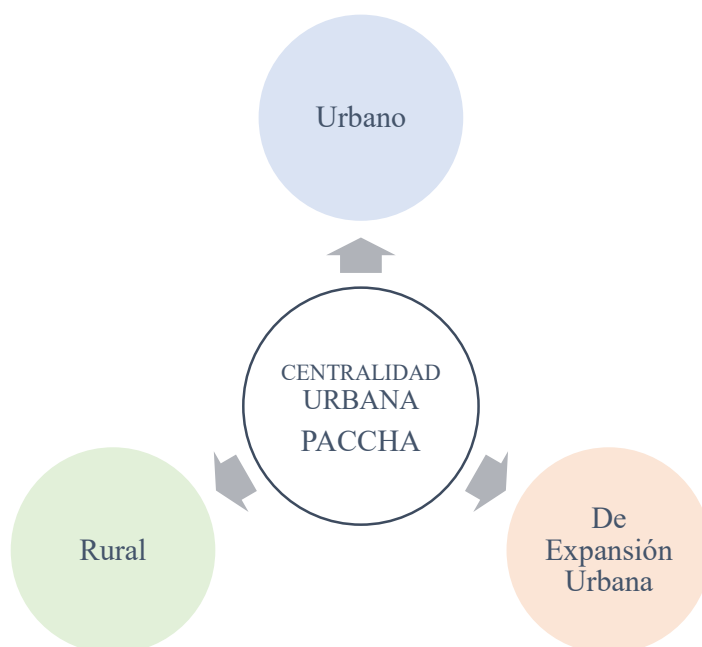 Urbano
CENTRALIDAD
URBANA
PACCHA
Rural
De
Expansión
Urbana